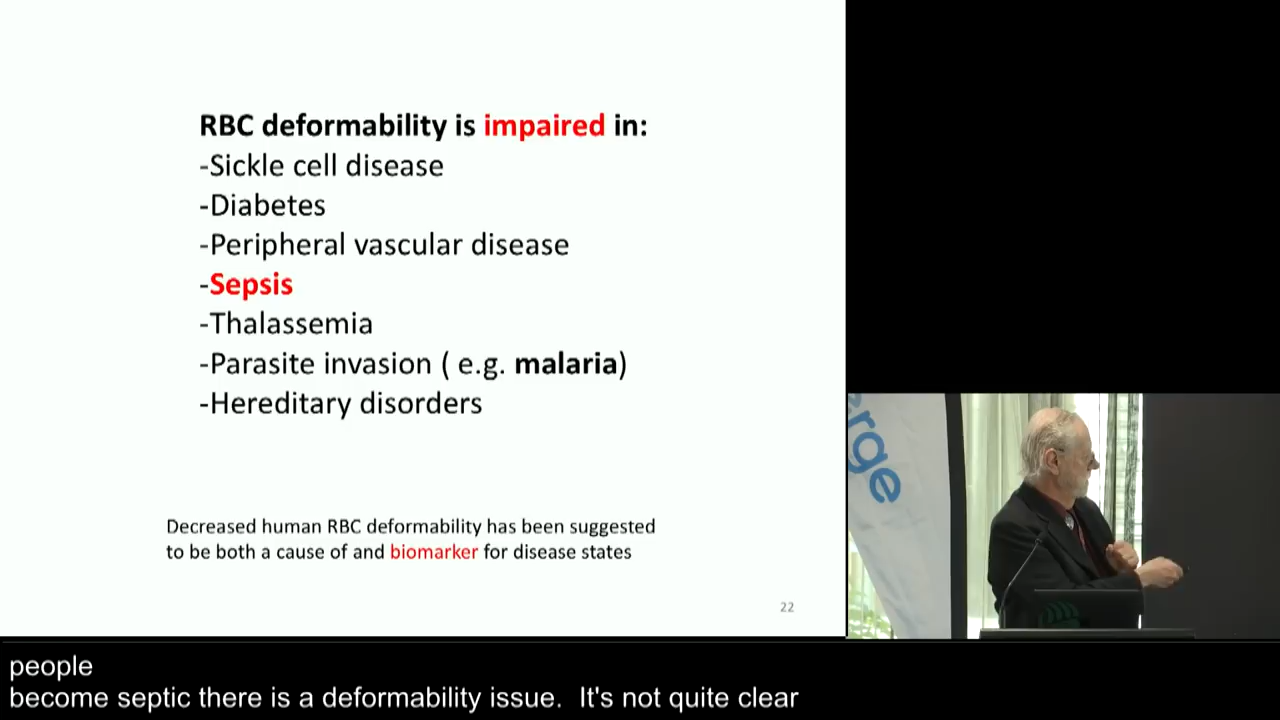 RBC deformability is impaired in:
-Sickle cell disease
-Diabetes
-Peripheral vascular disease
-Sepsis
-Thalassemia
-Parasite invasion ( e.g. malaria)
-Hereditary disorders
Decreased human RBC deformability has been suggested
to be both a cause of and biomarker for disease states
22
erge
people
become septic there is a deformability issue.  It's not quite clear